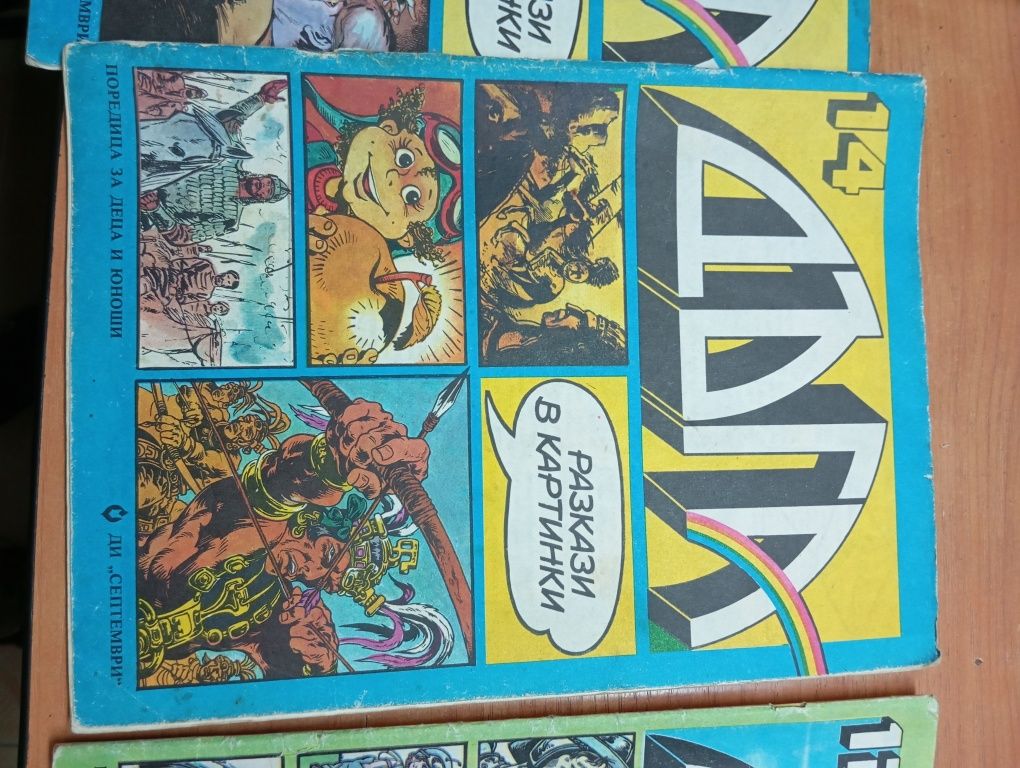 14
ДЪГА
РАЗКАЗИ
В КАРТИНКИ
ПОРЕДИЦА ЗА ДЕЦА И ЮНОШИ
ДИ „СЕПТЕМВРИ“